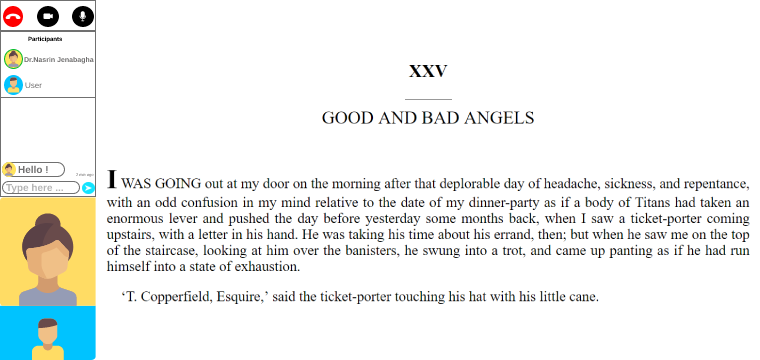 Participants
Dr.Nasrin Jenabagha
User
Hello !
Type here ...
XXV
GOOD AND BAD ANGELS
I WAS GOING out at my door on the morning after that deplorable day of headache, sickness, and repentance,
with an odd confusion in my mind relative to the date of my dinner-party as if a body of Titans had taken an
enormous lever and pushed the day before yesterday some months back, when I saw a ticket-porter coming
upstairs, with a letter in his hand. He was taking his time about his errand, then; but when he saw me on the top
of the staircase, looking at him over the banisters, he swung into a trot, and came up panting as if he had run
himself into a state of exhaustion.
‘T. Copperfield, Esquire,’ said the ticket-porter touching his hat with his little cane.